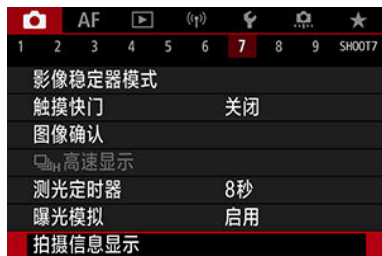 AF
1 2 3 4 5 6 7 8 9 SHOOT7
影像稳定器模式
触摸快门 关闭
图像确认
H高速显示
测光定时器 8秒
曝光模拟 启用
拍摄信息显示